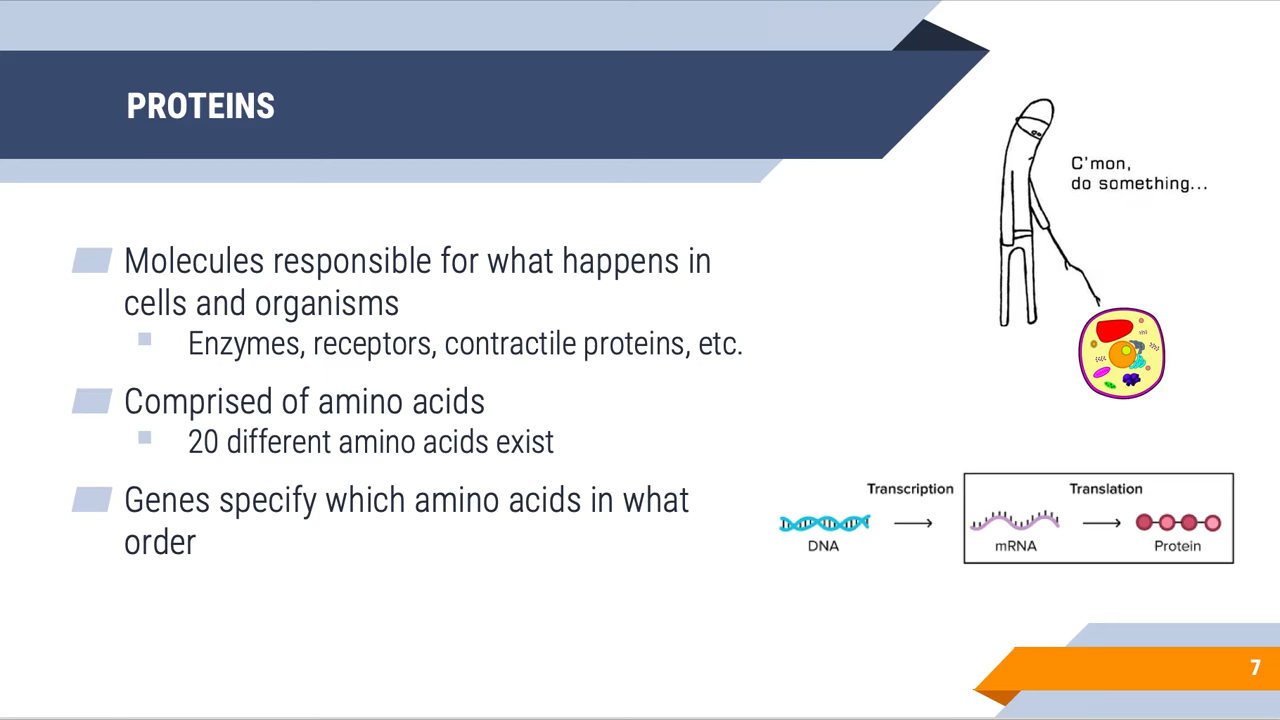 PROTEINS
C'mon,
do something...
Molecules responsible for what happens in
cells and organisms
Enzymes, receptors, contractile proteins, etc.
Comprised of amino acids
20 different amino acids exist
Genes specify which amino acids in what
order
Transcription
Translation
DNA
mRNA
Protein
7